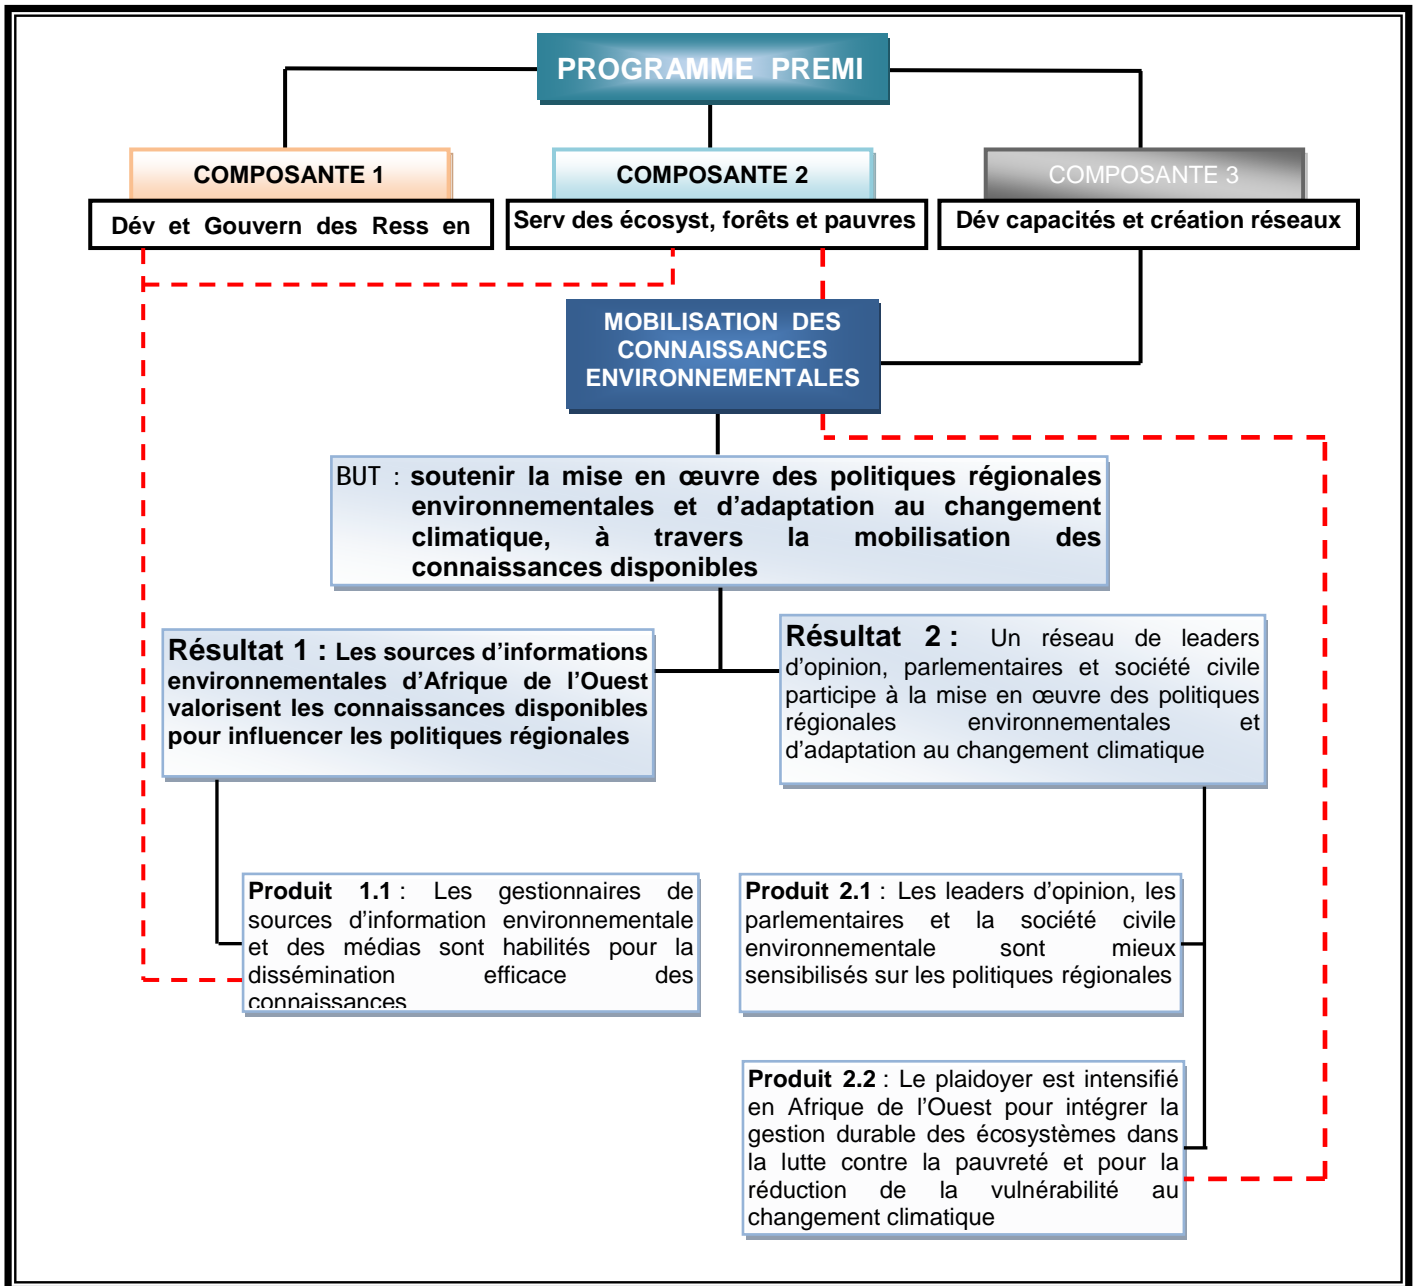 PROGRAMME PREMI
COMPOSANTE 1
Dév et Gouvern des Ress en
COMPOSANTE 2
Serv des écosyst, forêts et pauvres
COMPOSANTE 3
Dév capacités et création réseaux
MOBILISATION DES
CONNAISSANCES
ENVIRONNEMENTALES
BUT : soutenir la mise en œuvre des politiques régionales
environnementales et d’adaptation au changement
climatique, à travers la mobilisation des
connaissances disponibles
Résultat 1 : Les sources d’informations
environnementales d’Afrique de l’Ouest
valorisent les connaissances disponibles
pour influencer les politiques régionales
Résultat 2 : Un réseau de leaders
d’opinion, parlementaires et société civile
participe à la mise en œuvre des politiques
régionales environnementales et
d’adaptation au changement climatique
Produit 1.1 : Les gestionnaires de
sources d’information environnementale
et des médias sont habilités pour la
dissémination efficace des
connaissances
Produit 2.1 : Les leaders d’opinion, les
parlementaires et la société civile
environnementale sont mieux
sensibilisés sur les politiques régionales
Produit 2.2 : Le plaidoyer est intensifié
en Afrique de l’Ouest pour intégrer la
gestion durable des écosystèmes dans
la lutte contre la pauvreté et pour la
réduction de la vulnérabilité au
changement climatique